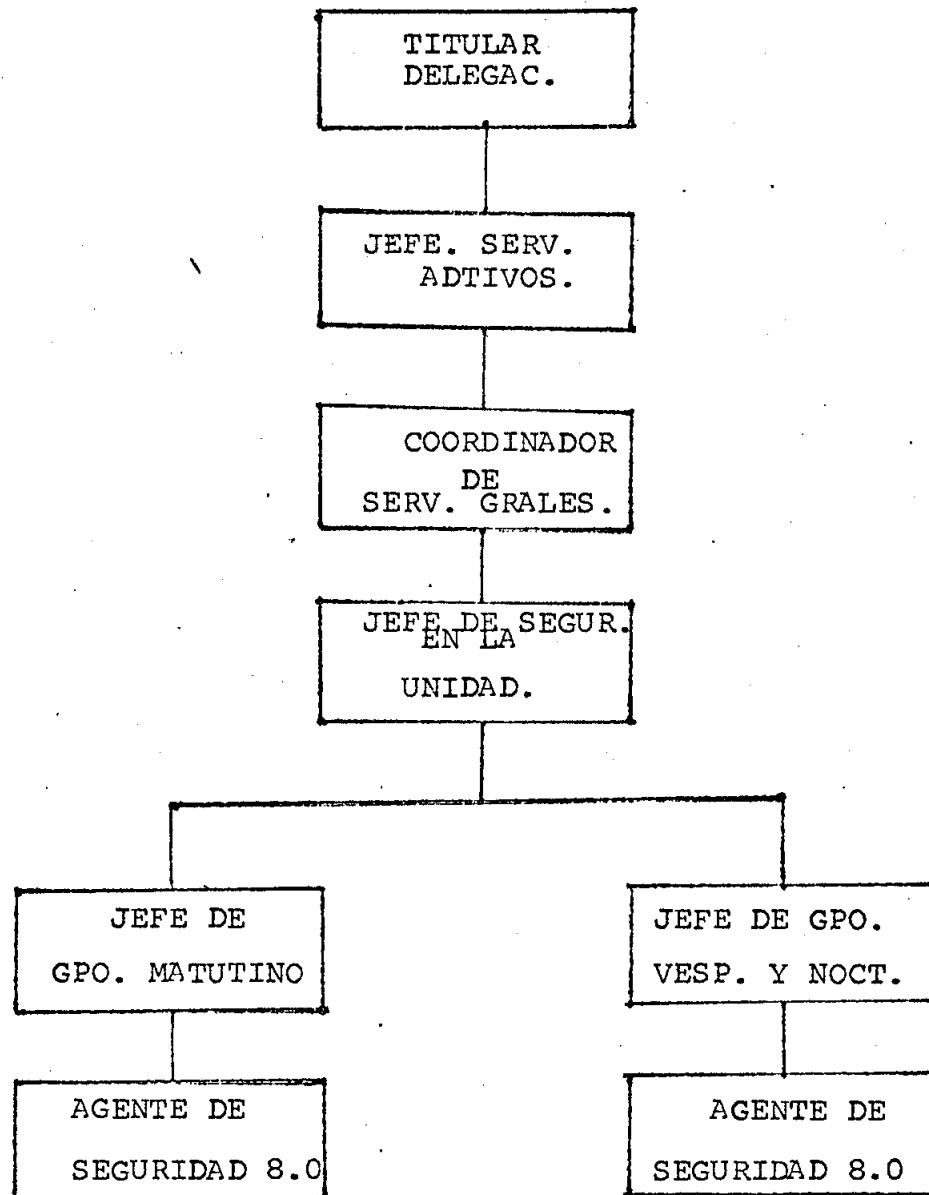 TITULAR
DELEGAC.
JEFE. SERV.
ADTIVOS.
COORDINADOR
DE
SERV. GRALES.
JEFE DE SEGUR.
EN LA
UNIDAD.
JEFE DE
GPO. MATUTINO
JEFE DE GPO.
VESP. Y NOCT.
AGENTE DE
SEGURIDAD 8.0
AGENTE DE
SEGURIDAD 8.0